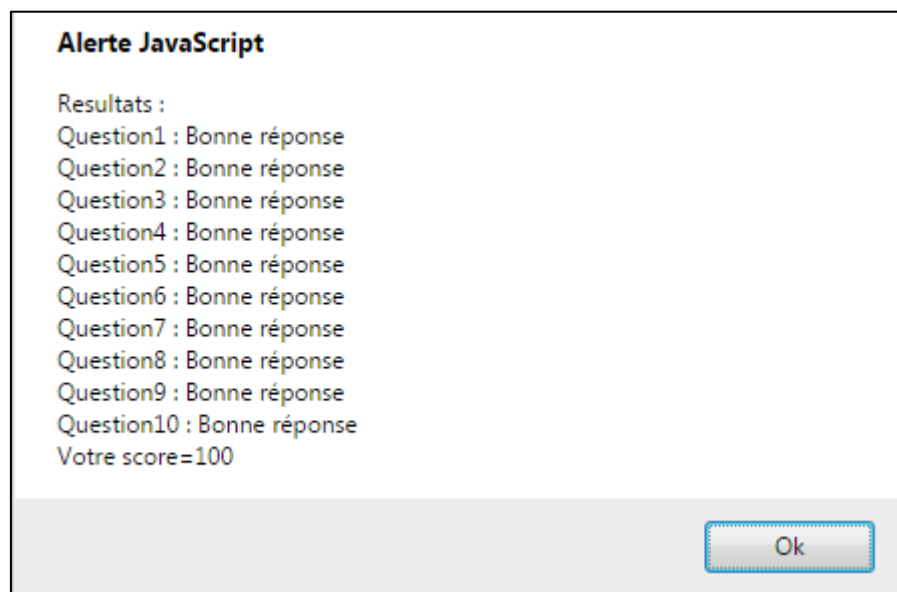 Alerte JavaScript
Resultats :
Question1 : Bonne réponse
Question2 : Bonne réponse
Question3 : Bonne réponse
Question4 : Bonne réponse
Question5 : Bonne réponse
Question6 : Bonne réponse
Question7 : Bonne réponse
Question8 : Bonne réponse
Question9 : Bonne réponse
Question10 : Bonne réponse
Votre score=100
Ok